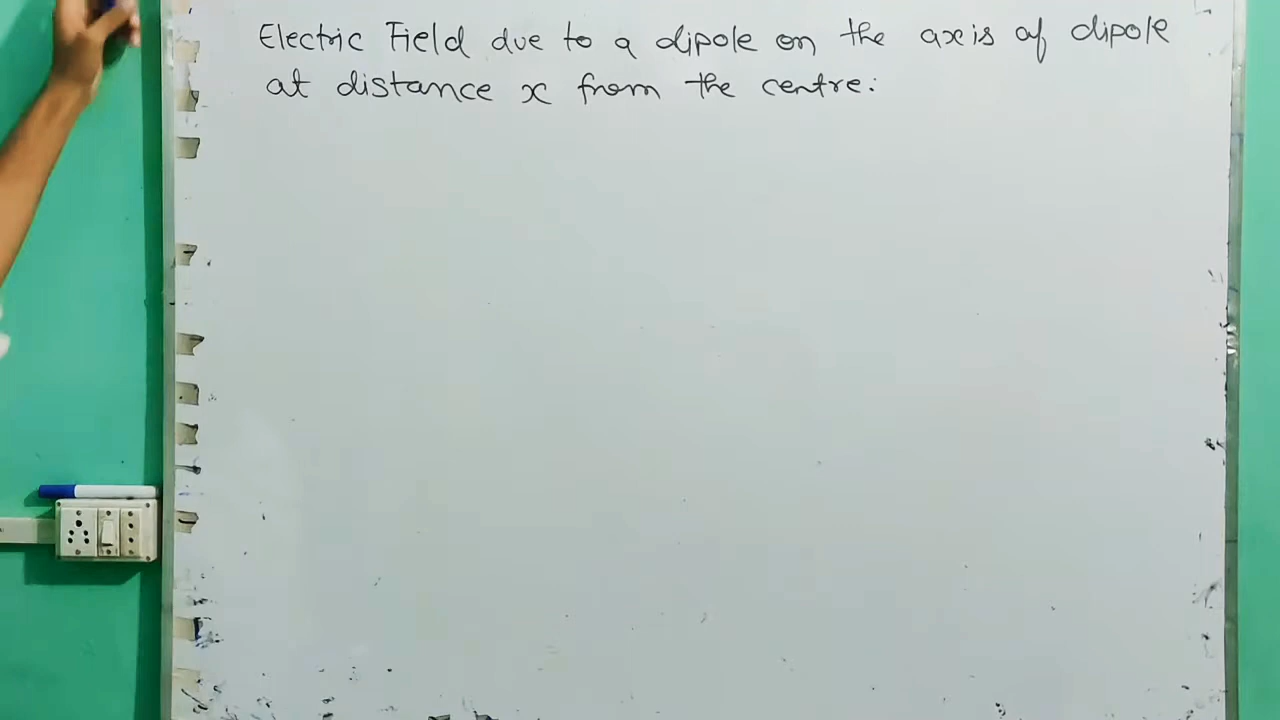 Electric Field due to a dipole on the axis of dipole
at distance x from the centre: